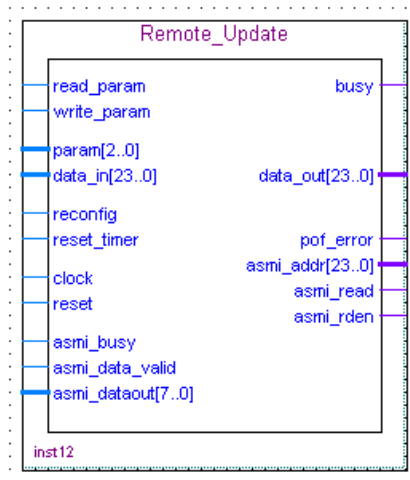 Remote_Update
read_param busy
write_param
param[2..0]
data_in[23..0] data_out[23..0]
reconfig
reset_timer pof_error
asmi_addr[23..0]
clock
asmi_read
reset
asmi_rden
asmi_busy
asmi_data_valid
asmi_dataout[7..0]
inst12